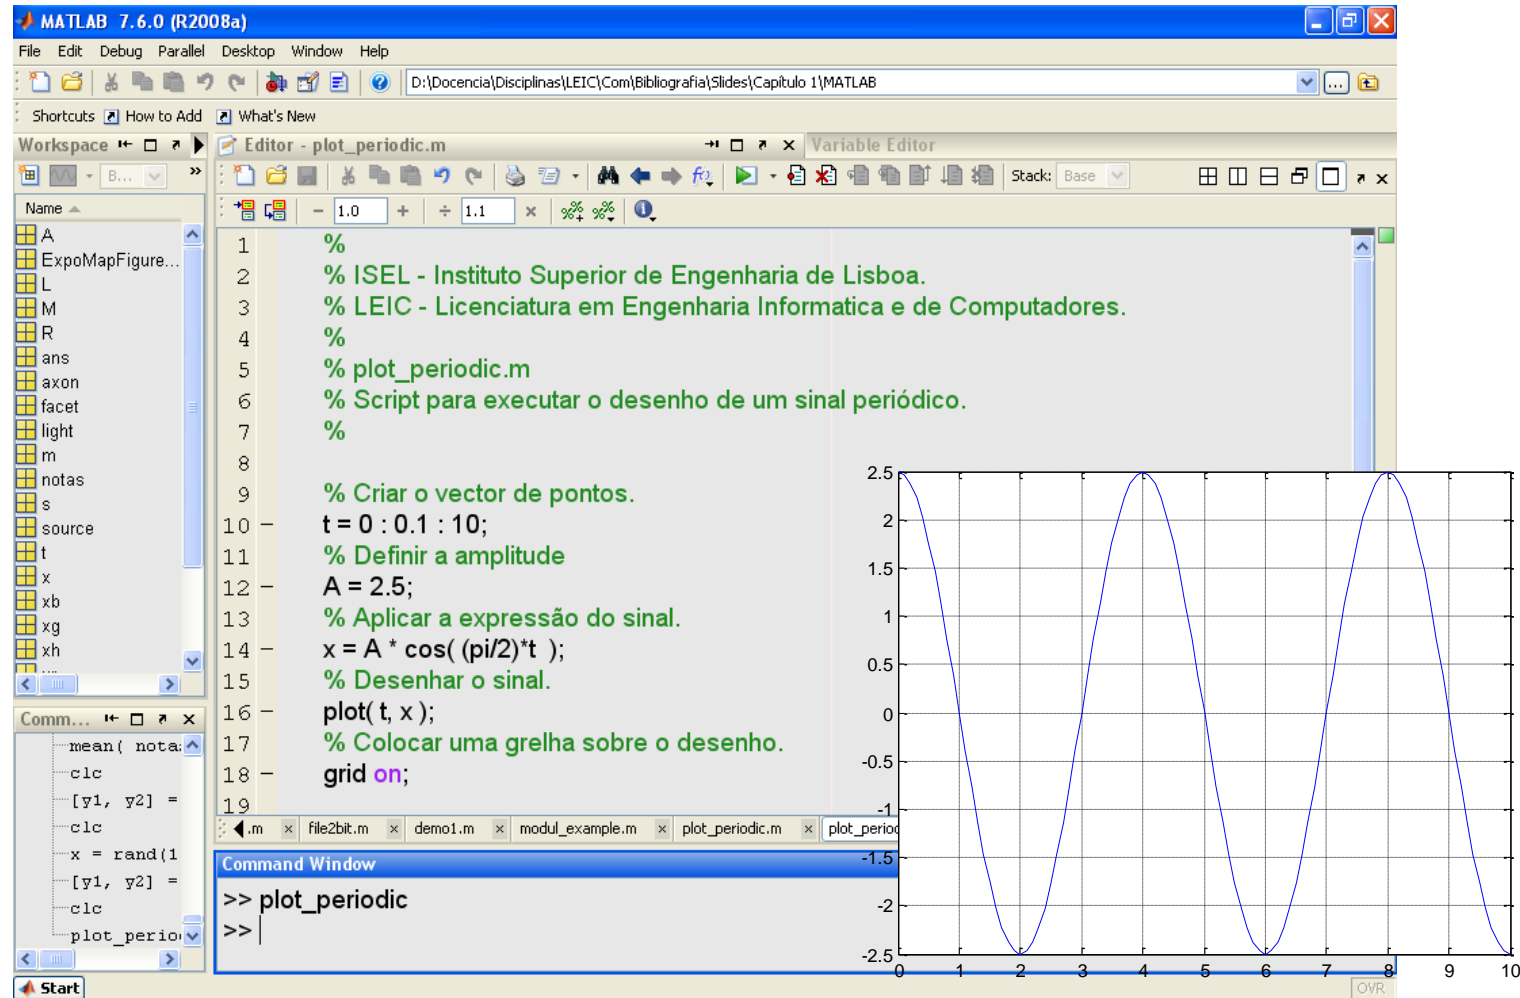 MATLAB 7.6.0 (R2008a)
File Edit Debug Parallel Desktop Window Help
D:\Docencia\Disciplinas\LEIC\Com\Bibliografia\Slides\Capítulo 1\MATLAB
Shortcuts How to Add What's New
Workspace
B...
Name
A
ExpoMapFigure...
L
M
R
ans
axon
facet
light
m
notas
s
source
t
x
xb
xg
xh
Editor - plot_periodic.m
Variable Editor
Stack: Base
1.0
1.1
1 %
2 % ISEL - Instituto Superior de Engenharia de Lisboa.
3 % LEIC - Licenciatura em Engenharia Informatica e de Computadores.
4 %
5 % plot_periodic.m
6 % Script para executar o desenho de um sinal periódico.
7 %
8
9 % Criar o vector de pontos.
10 – t = 0 : 0.1 : 10;
11 % Definir a amplitude
12 – A = 2.5;
13 % Aplicar a expressão do sinal.
14 – x = A * cos( (pi/2)*t );
15 % Desenhar o sinal.
16 – plot( t, x );
17 % Colocar uma grelha sobre o desenho.
18 – grid on;
19
.m file2bit.m demo1.m modul_example.m plot_periodic.m plot_period
Comm...
mean( nota
clc
[y1, y2] =
clc
x = rand(1
[y1, y2] =
clc
plot_perio
Command Window
>> plot_periodic
>>
2.5
2
1.5
1
0.5
0
-0.5
-1
-1.5
-2
-2.5
0 1 2 3 4 5 6 7 8 9 10
Start
OVR